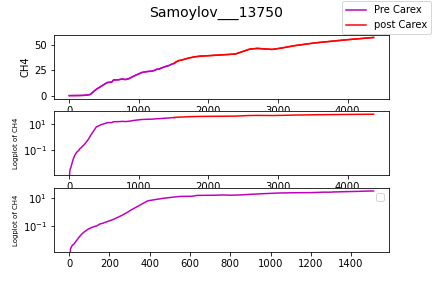 Samoylov___13750
Pre Carex
post Carex
CH4
50
25
0
0 1000 2000 3000 4000
Logplot of CH4
10¹
10⁻¹
0 1000 2000 3000 4000
Logplot of CH4
10¹
10⁻¹
0 200 400 600 800 1000 1200 1400